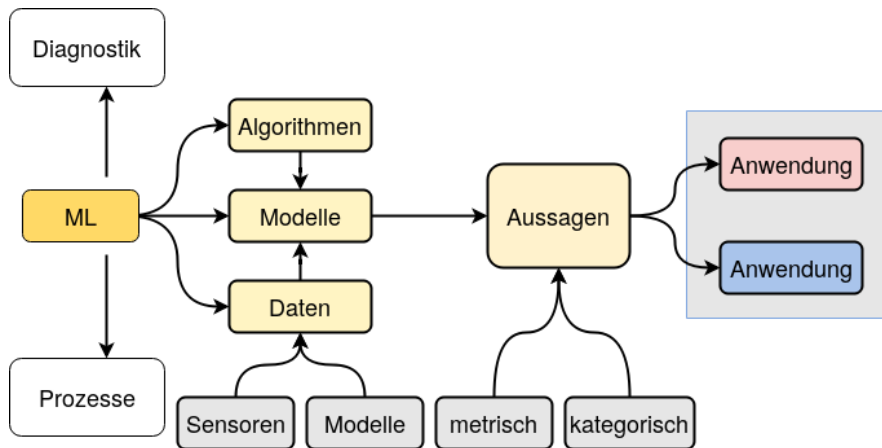 Diagnostik
Algorithmen
Anwendung
ML
Modelle
Aussagen
Anwendung
Daten
Prozesse
Sensoren
Modelle
metrisch
kategorisch